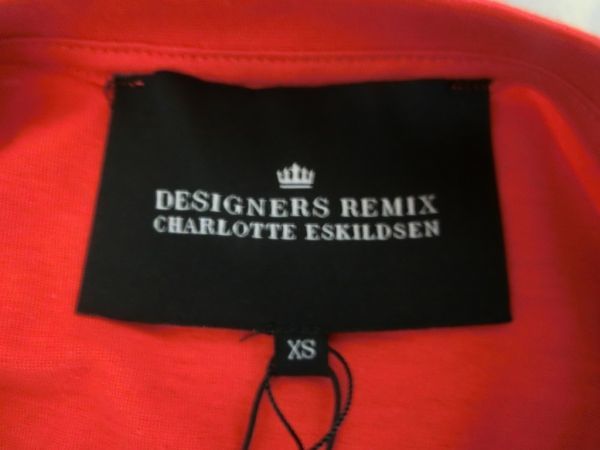 DESIGNERS REMIX
CHARLOTTE ESKILDSEN
XS